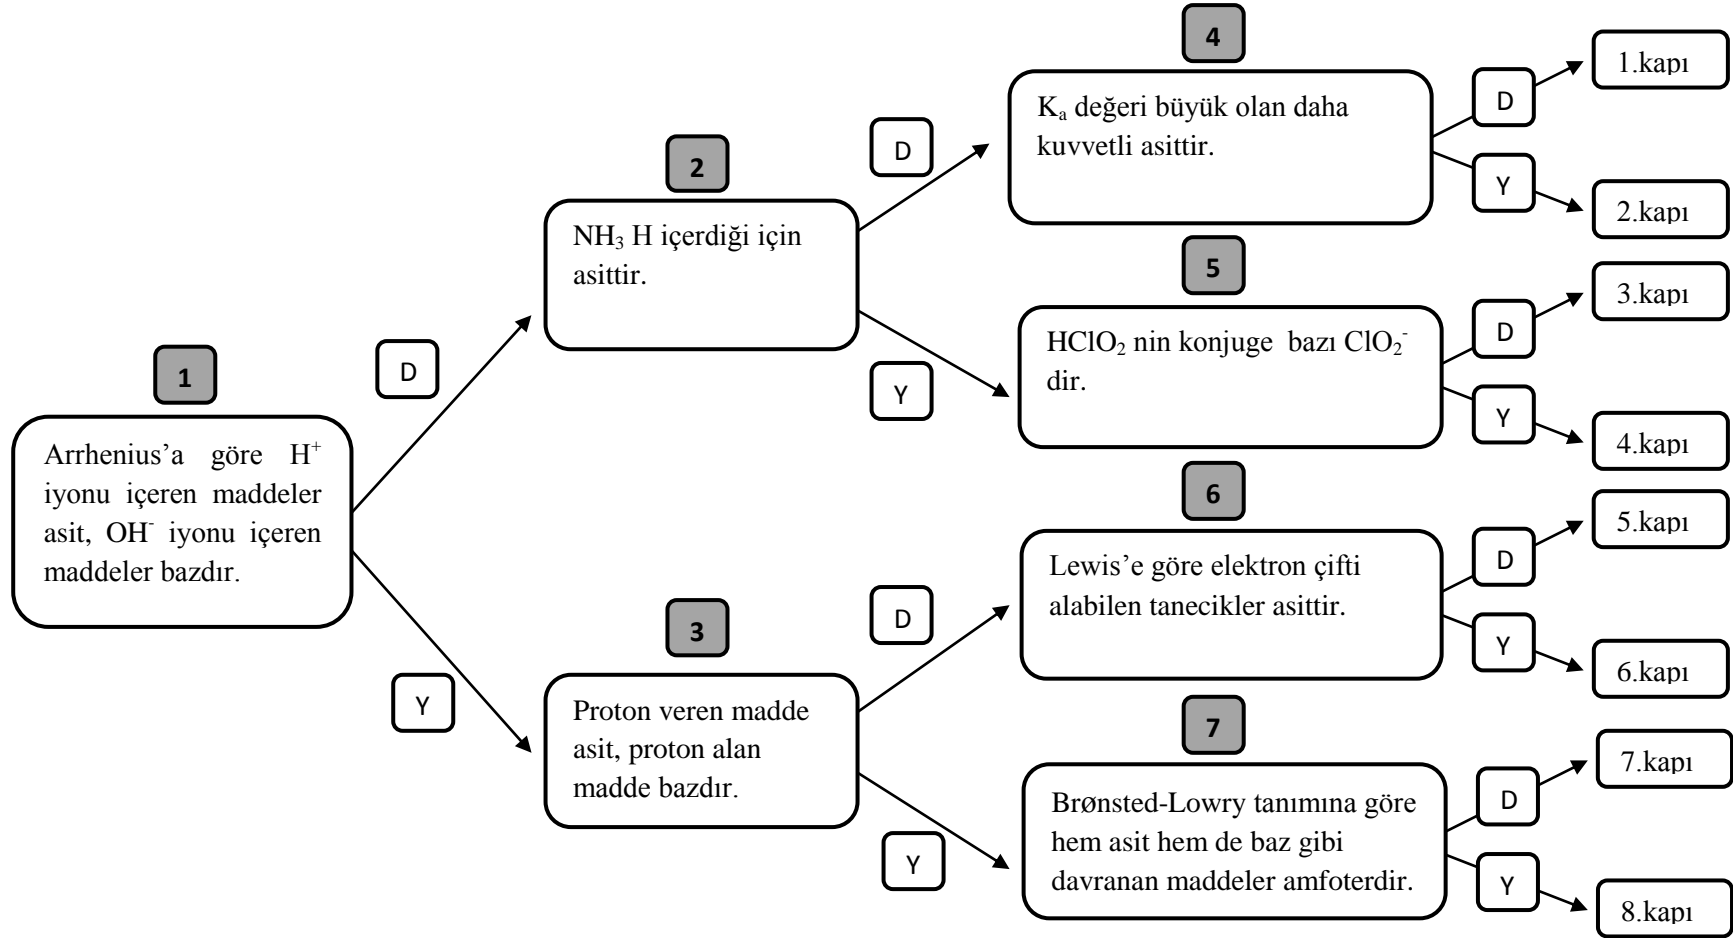 1
Arrhenius’a göre H⁺
iyonu içeren maddeler
asit, OH⁻ iyonu içeren
maddeler bazdır.
D
Y
2
NH₃ H içerdiği için
asittir.
D
Y
3
Proton veren madde
asit, proton alan
madde bazdır.
D
Y
4
Kₐ değeri büyük olan daha
kuvvetli asittir.
D
Y
5
HClO₂ nin konjuge bazı ClO₂⁻
dir.
D
Y
6
Lewis’e göre elektron çifti
alabilen tanecikler asittir.
D
Y
7
Brønsted-Lowry tanımına göre
hem asit hem de baz gibi
davranan maddeler amfoterdir.
D
Y
1.kapı
2.kapı
3.kapı
4.kapı
5.kapı
6.kapı
7.kapı
8.kapı